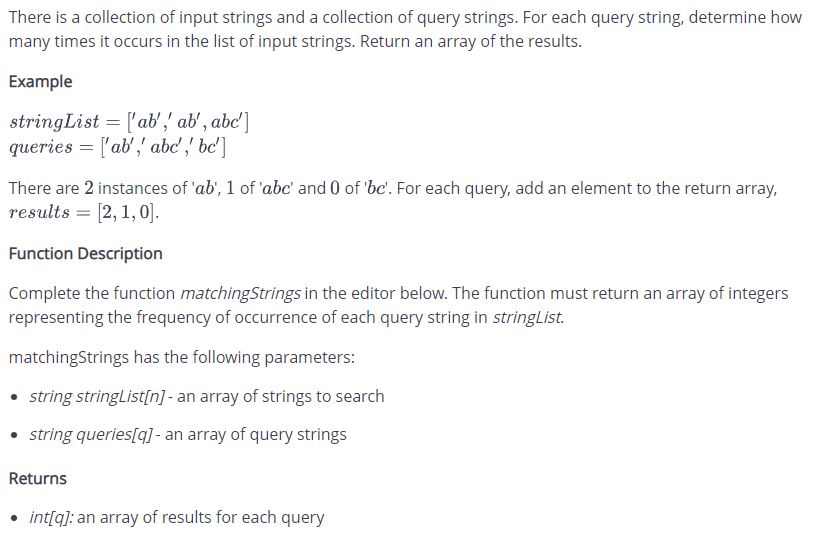 There is a collection of input strings and a collection of query strings. For each query string, determine how
many times it occurs in the list of input strings. Return an array of the results.
Example
stringList = ['ab',' ab', abc']
queries = ['ab',' abc',' bc']
There are 2 instances of 'ab', 1 of 'abc' and 0 of 'bc'. For each query, add an element to the return array,
results = [2, 1, 0].
Function Description
Complete the function matchingStrings in the editor below. The function must return an array of integers
representing the frequency of occurrence of each query string in stringList.
matchingStrings has the following parameters:
• string stringList[n] - an array of strings to search
• string queries[q] - an array of query strings
Returns
• int[q]: an array of results for each query